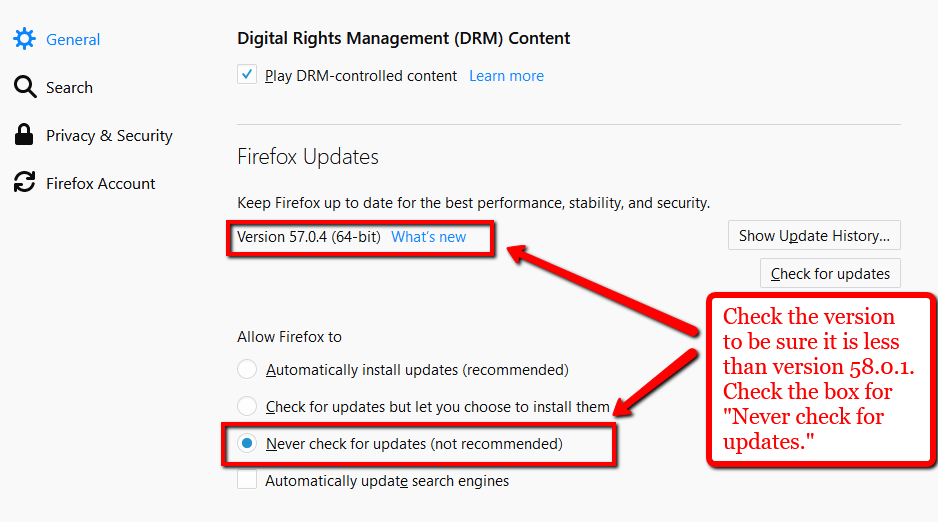 General
Search
Privacy & Security
Firefox Account
Digital Rights Management (DRM) Content
Play DRM-controlled content Learn more
Firefox Updates
Keep Firefox up to date for the best performance, stability, and security.
Version 57.0.4 (64-bit) What's new
Show Update History...
Check for updates
Allow Firefox to
Automatically install updates (recommended)
Check for updates but let you choose to install them
Never check for updates (not recommended)
Automatically update search engines
Check the version
to be sure it is less
than version 58.0.1.
Check the box for
"Never check for
updates."